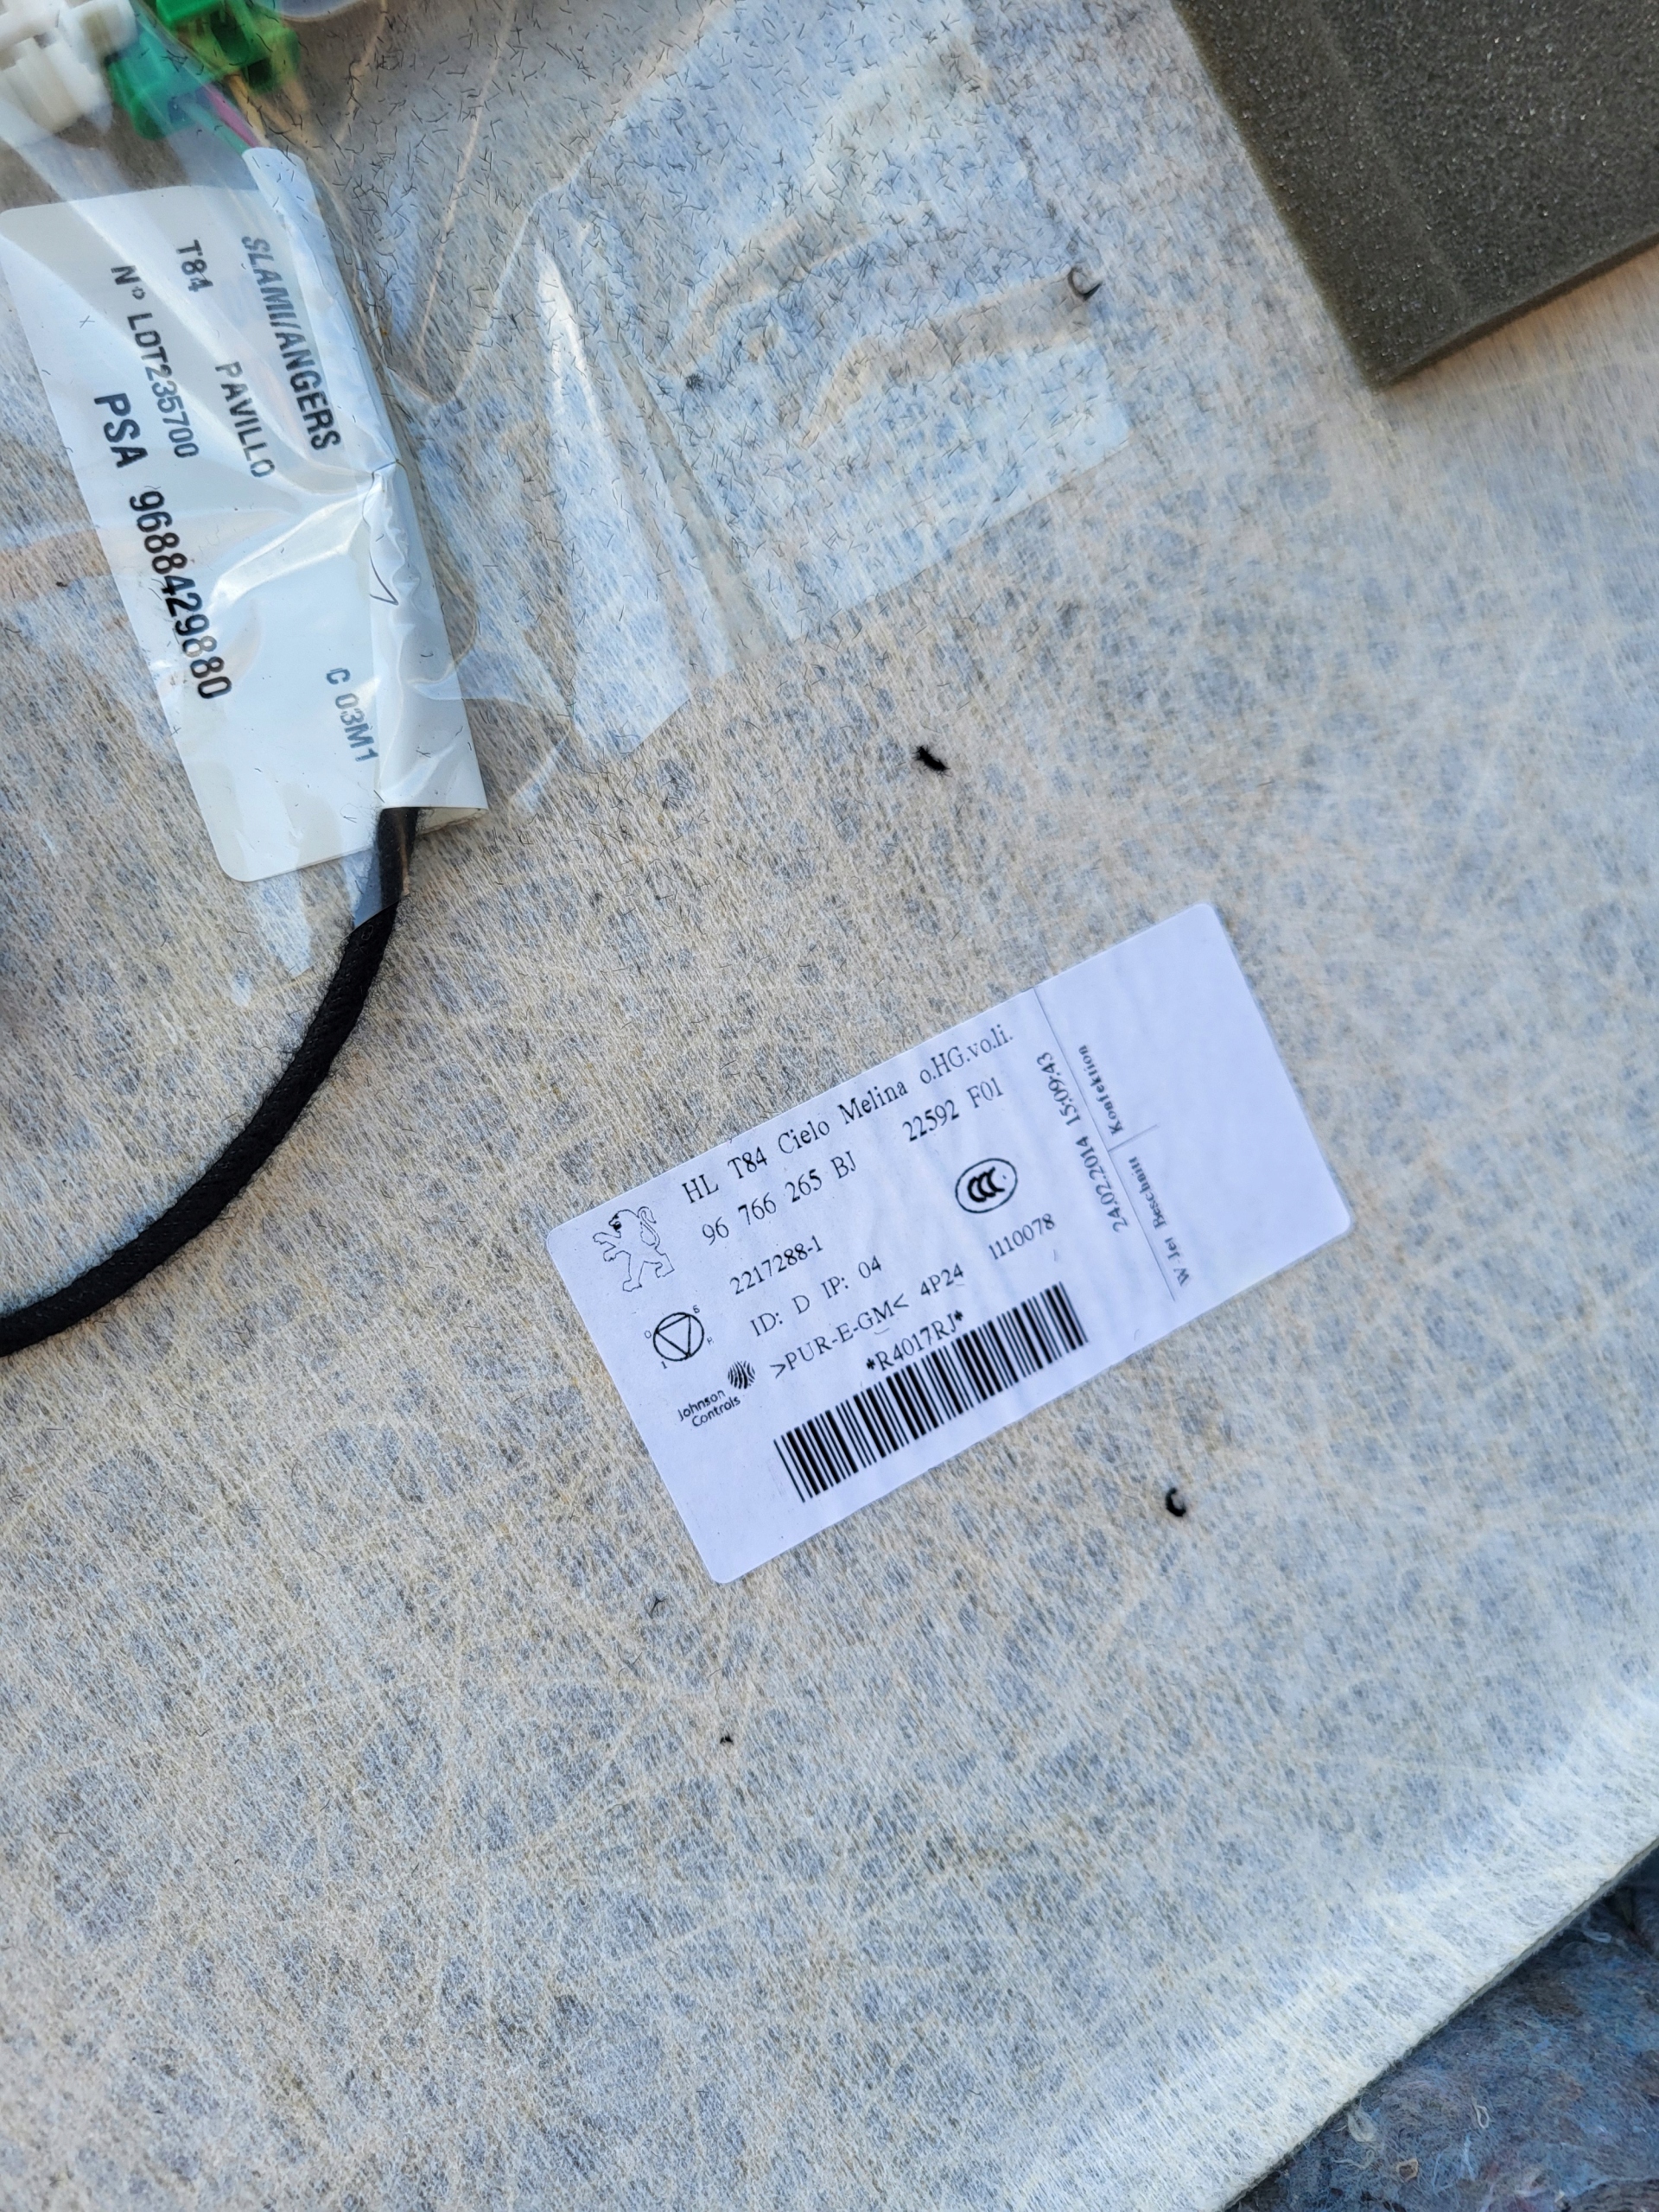 SLAMI/ANGERS
T84 PAVILLO
N° LDT235700
PSA 9688429880
C 03M1
HL T84 Cielo Melina o.HG.vo.li.
96 766 265 BJ 22592 F01
2217288-1
CCC
ID: D IP: 04
>PUR-E-GM< 4P24 1110078
*R4017RJ*
Johnson
Controls
24.02.2014 15:09:43
Beschnitt Konfektion